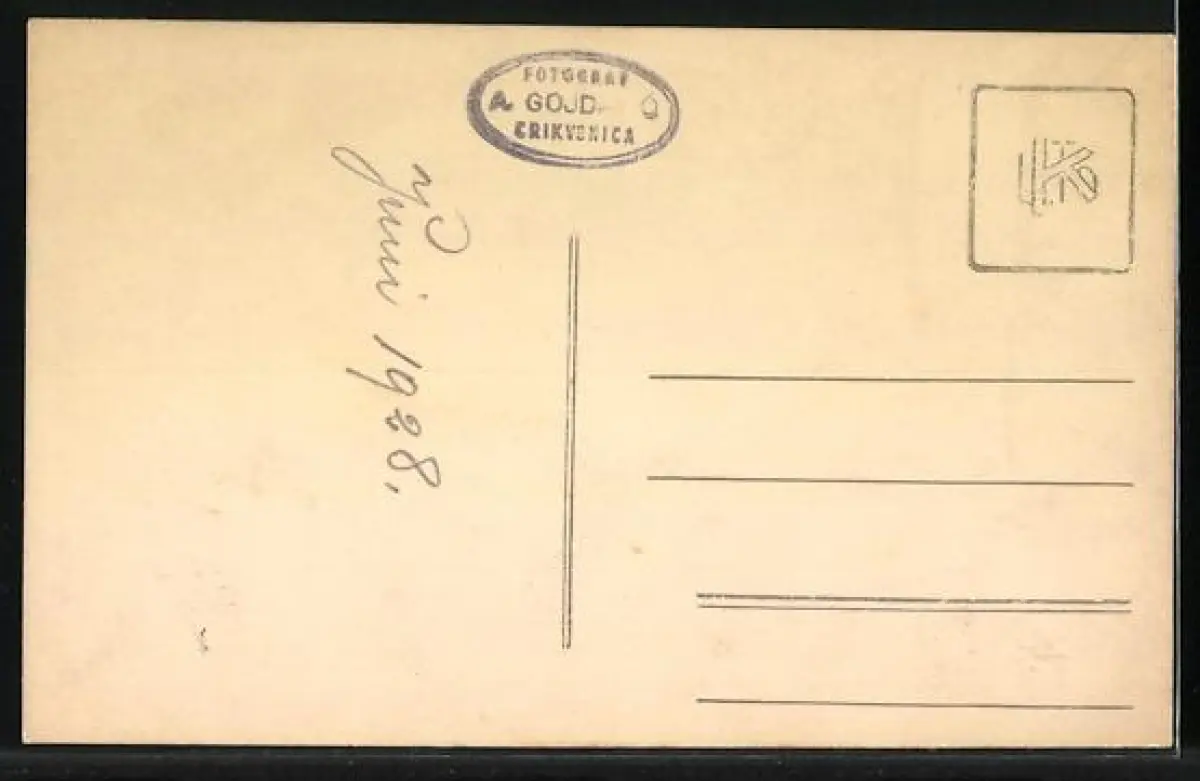 FOTOGRAF
A. GOJD
CRIKVENICA
Juni 1928.